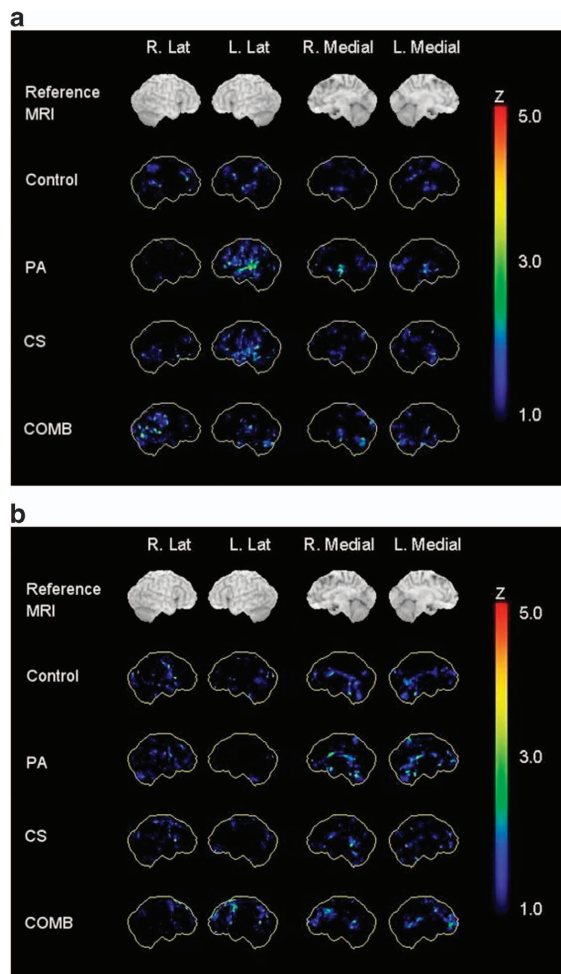 a
R. Lat L. Lat R. Medial L. Medial
Reference
MRI
Z
5.0
Control
PA
3.0
CS
1.0
COMB
b
R. Lat L. Lat R. Medial L. Medial
Reference
MRI
Z
5.0
Control
PA
3.0
CS
1.0
COMB